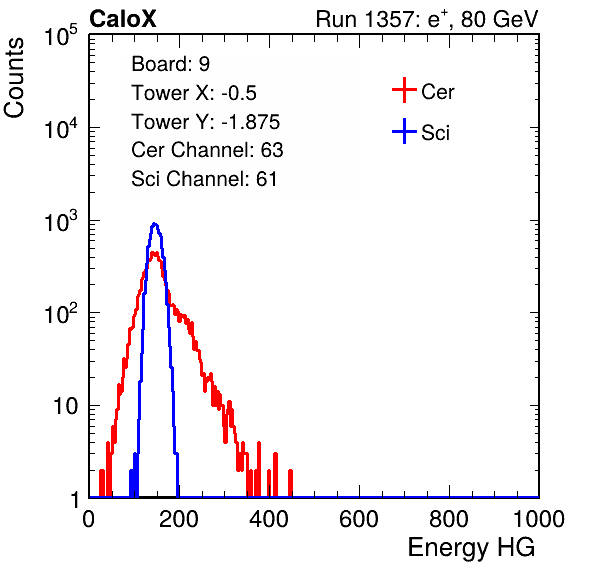 CaloX Run 1357: e⁺, 80 GeV
Board: 9
Tower X: -0.5
Tower Y: -1.875
Cer Channel: 63
Sci Channel: 61
Cer
Sci
Counts
10⁵
10⁴
10³
10²
10
1
0 200 400 600 800 1000
Energy HG